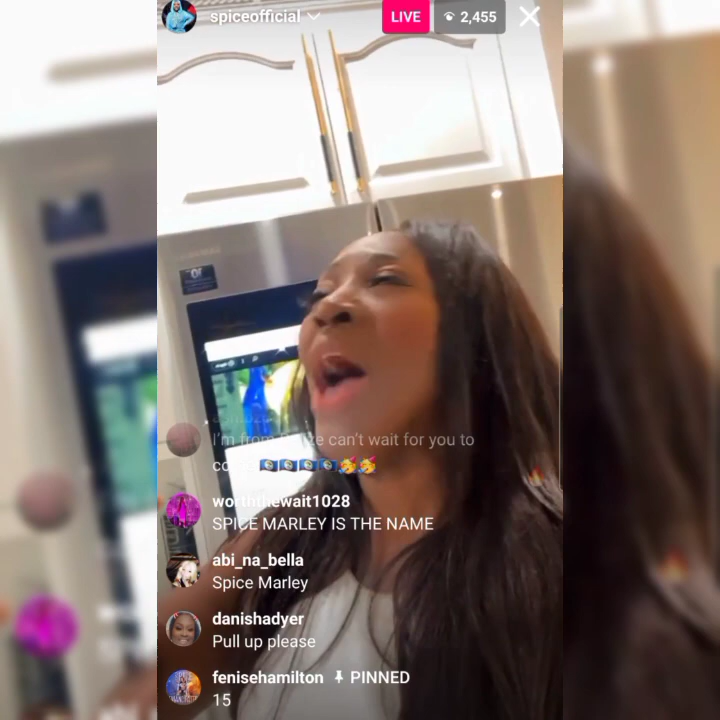 spiceofficial
LIVE
2,455
I'm from Belize can't wait for you to
worththewait1028
SPICE MARLEY IS THE NAME
abi_na_bella
Spice Marley
danishadyer
Pull up please
fenisehamilton PINNED
15